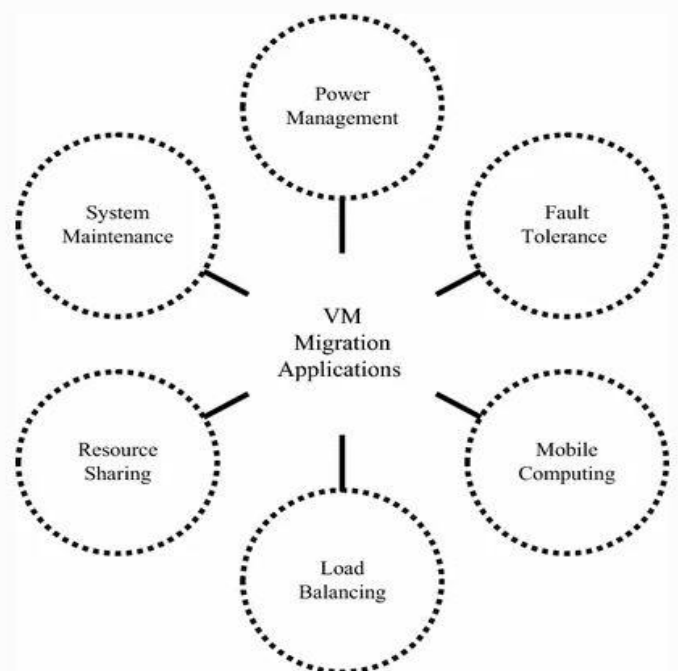 Power
Management
System
Maintenance
Fault
Tolerance
VM
Migration
Applications
Resource
Sharing
Mobile
Computing
Load
Balancing